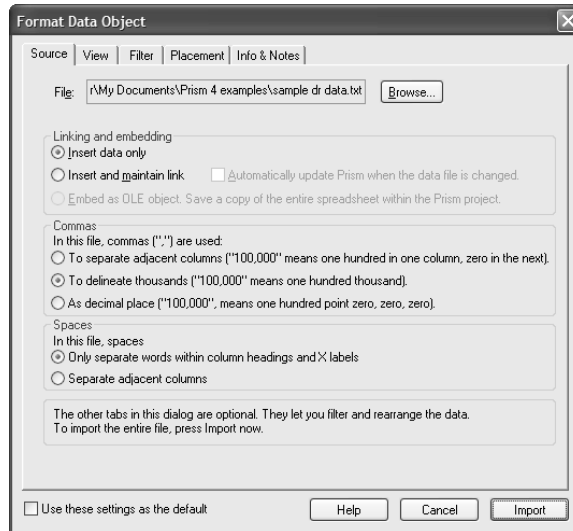 Format Data Object
Source View Filter Placement Info & Notes
File: r\My Documents\Prism 4 examples\sample dr data.txt Browse...
Linking and embedding
Insert data only
Insert and maintain link Automatically update Prism when the data file is changed.
Embed as OLE object. Save a copy of the entire spreadsheet within the Prism project.
Commas
In this file, commas (",") are used:
To separate adjacent columns ("100,000" means one hundred in one column, zero in the next).
To delineate thousands ("100,000" means one hundred thousand).
As decimal place ("100,000", means one hundred point zero, zero, zero).
Spaces
In this file, spaces
Only separate words within column headings and X labels
Separate adjacent columns
The other tabs in this dialog are optional. They let you filter and rearrange the data.
To import the entire file, press Import now.
Use these settings as the default Help Cancel Import